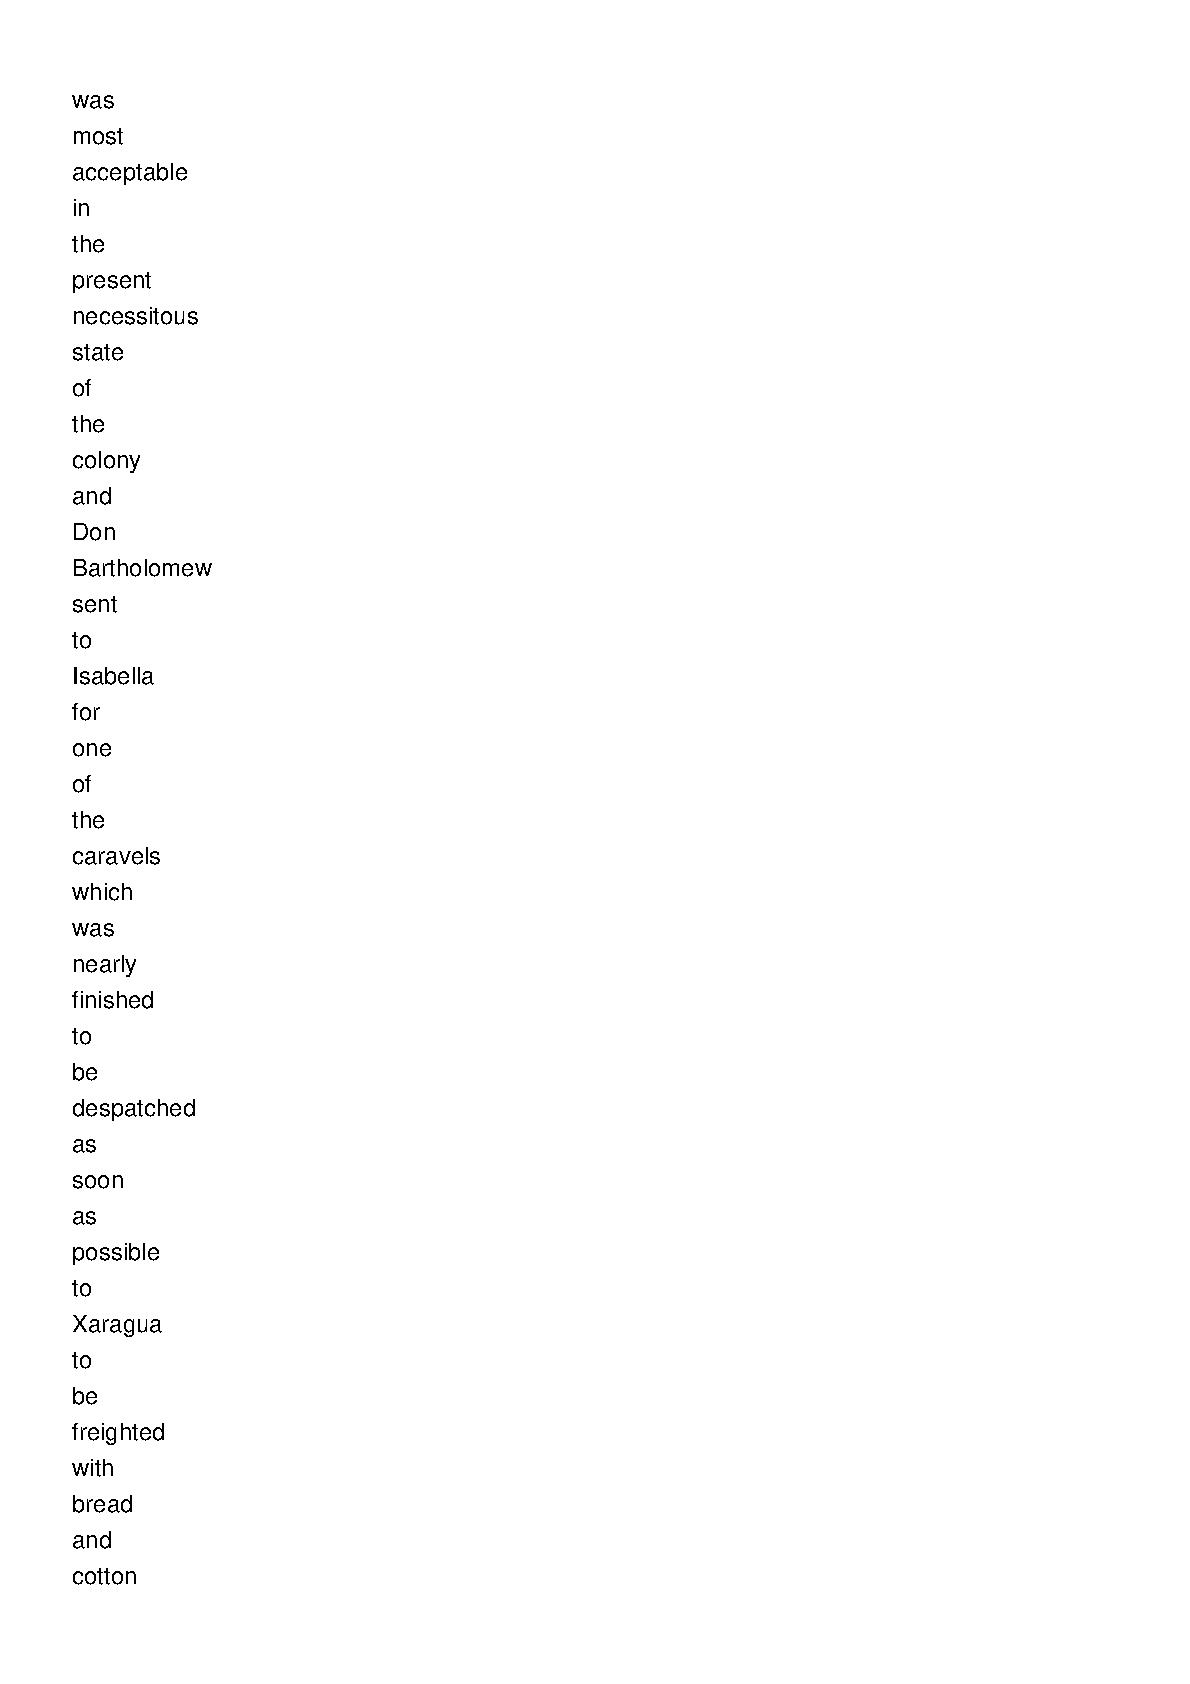 was
most
acceptable
in
the
present
necessitous
state
of
the
colony
and
Don
Bartholomew
sent
to
Isabella
for
one
of
the
caravels
which
was
nearly
finished
to
be
despatched
as
soon
as
possible
to
Xaragua
to
be
freighted
with
bread
and
cotton